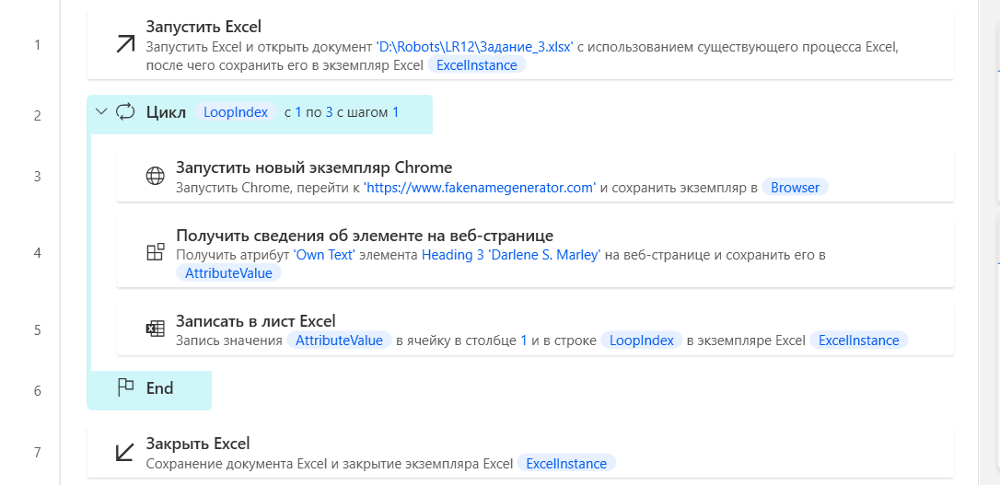 1
Запустить Excel
Запустить Excel и открыть документ 'D:\Robots\LR12\Задание_3.xlsx' с использованием существующего процесса Excel,
после чего сохранить его в экземпляр Excel ExcelInstance
2
Цикл LoopIndex с 1 по 3 с шагом 1
3
Запустить новый экземпляр Chrome
Запустить Chrome, перейти к 'https://www.fakenamegenerator.com' и сохранить экземпляр в Browser
4
Получить сведения об элементе на веб-странице
Получить атрибут 'Own Text' элемента Heading 3 'Darlene S. Marley' на веб-странице и сохранить его в
AttributeValue
5
Записать в лист Excel
Запись значения AttributeValue в ячейку в столбце 1 и в строке LoopIndex в экземпляре Excel ExcelInstance
6
End
7
Закрыть Excel
Сохранение документа Excel и закрытие экземпляра Excel ExcelInstance